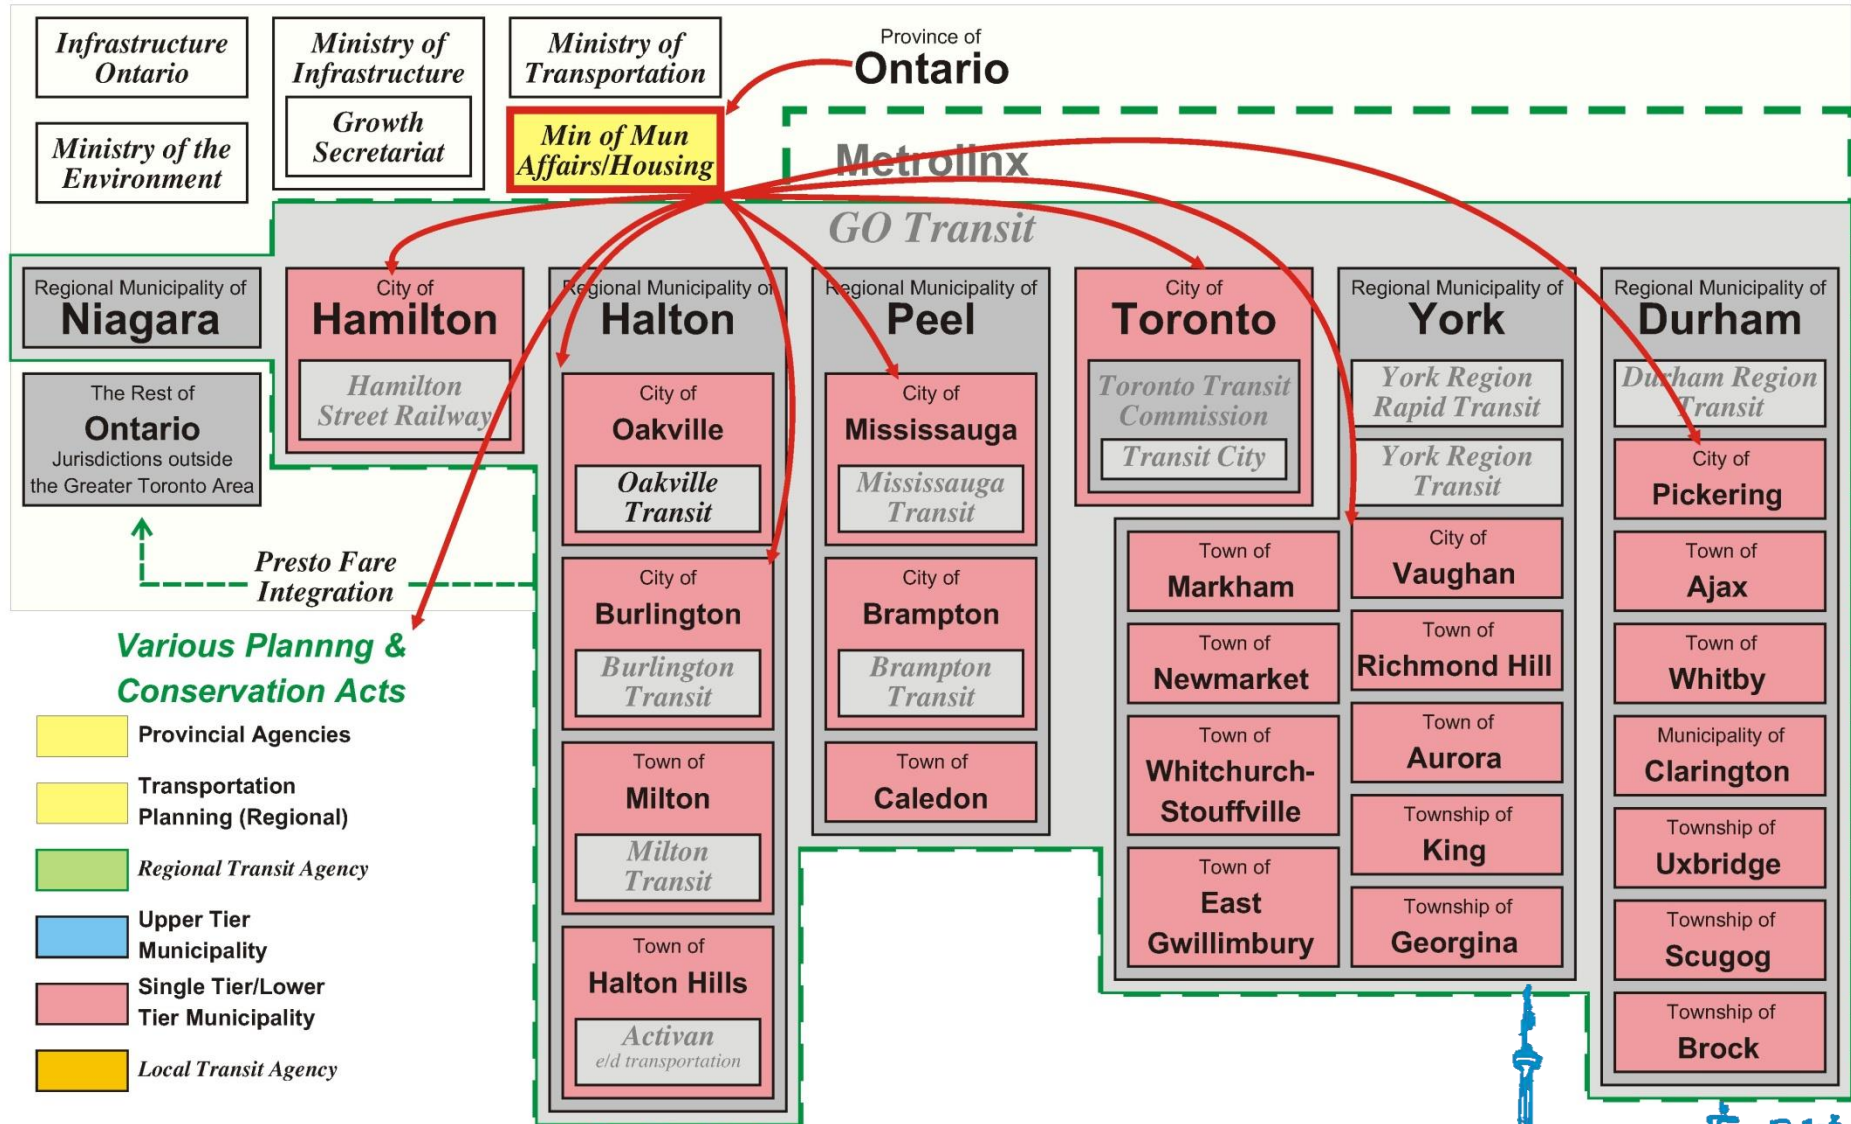 Infrastructure
Ontario
Ministry of the
Environment
Ministry of
Infrastructure
Growth
Secretariat
Ministry of
Transportation
Min of Mun
Affairs/Housing
Province of
Ontario
Metrolinx
GO Transit
Regional Municipality of
Niagara
The Rest of
Ontario
Jurisdictions outside
the Greater Toronto Area
Presto Fare
Integration
City of
Hamilton
Hamilton
Street Railway
Regional Municipality of
Halton
City of
Oakville
Oakville
Transit
City of
Burlington
Burlington
Transit
Town of
Milton
Milton
Transit
Town of
Halton Hills
Activan
e/d transportation
Regional Municipality of
Peel
City of
Mississauga
Mississauga
Transit
City of
Brampton
Brampton
Transit
Town of
Caledon
City of
Toronto
Toronto Transit
Commission
Transit City
Regional Municipality of
York
York Region
Rapid Transit
York Region
Transit
Town of
Markham
Town of
Newmarket
Town of
Whitchurch-
Stouffville
Town of
East
Gwillimbury
City of
Vaughan
Town of
Richmond Hill
Town of
Aurora
Township of
King
Township of
Georgina
Regional Municipality of
Durham
Durham Region
Transit
City of
Pickering
Town of
Ajax
Town of
Whitby
Municipality of
Clarington
Township of
Uxbridge
Township of
Scugog
Township of
Brock
Various Plannng &
Conservation Acts
Provincial Agencies
Transportation
Planning (Regional)
Regional Transit Agency
Upper Tier
Municipality
Single Tier/Lower
Tier Municipality
Local Transit Agency